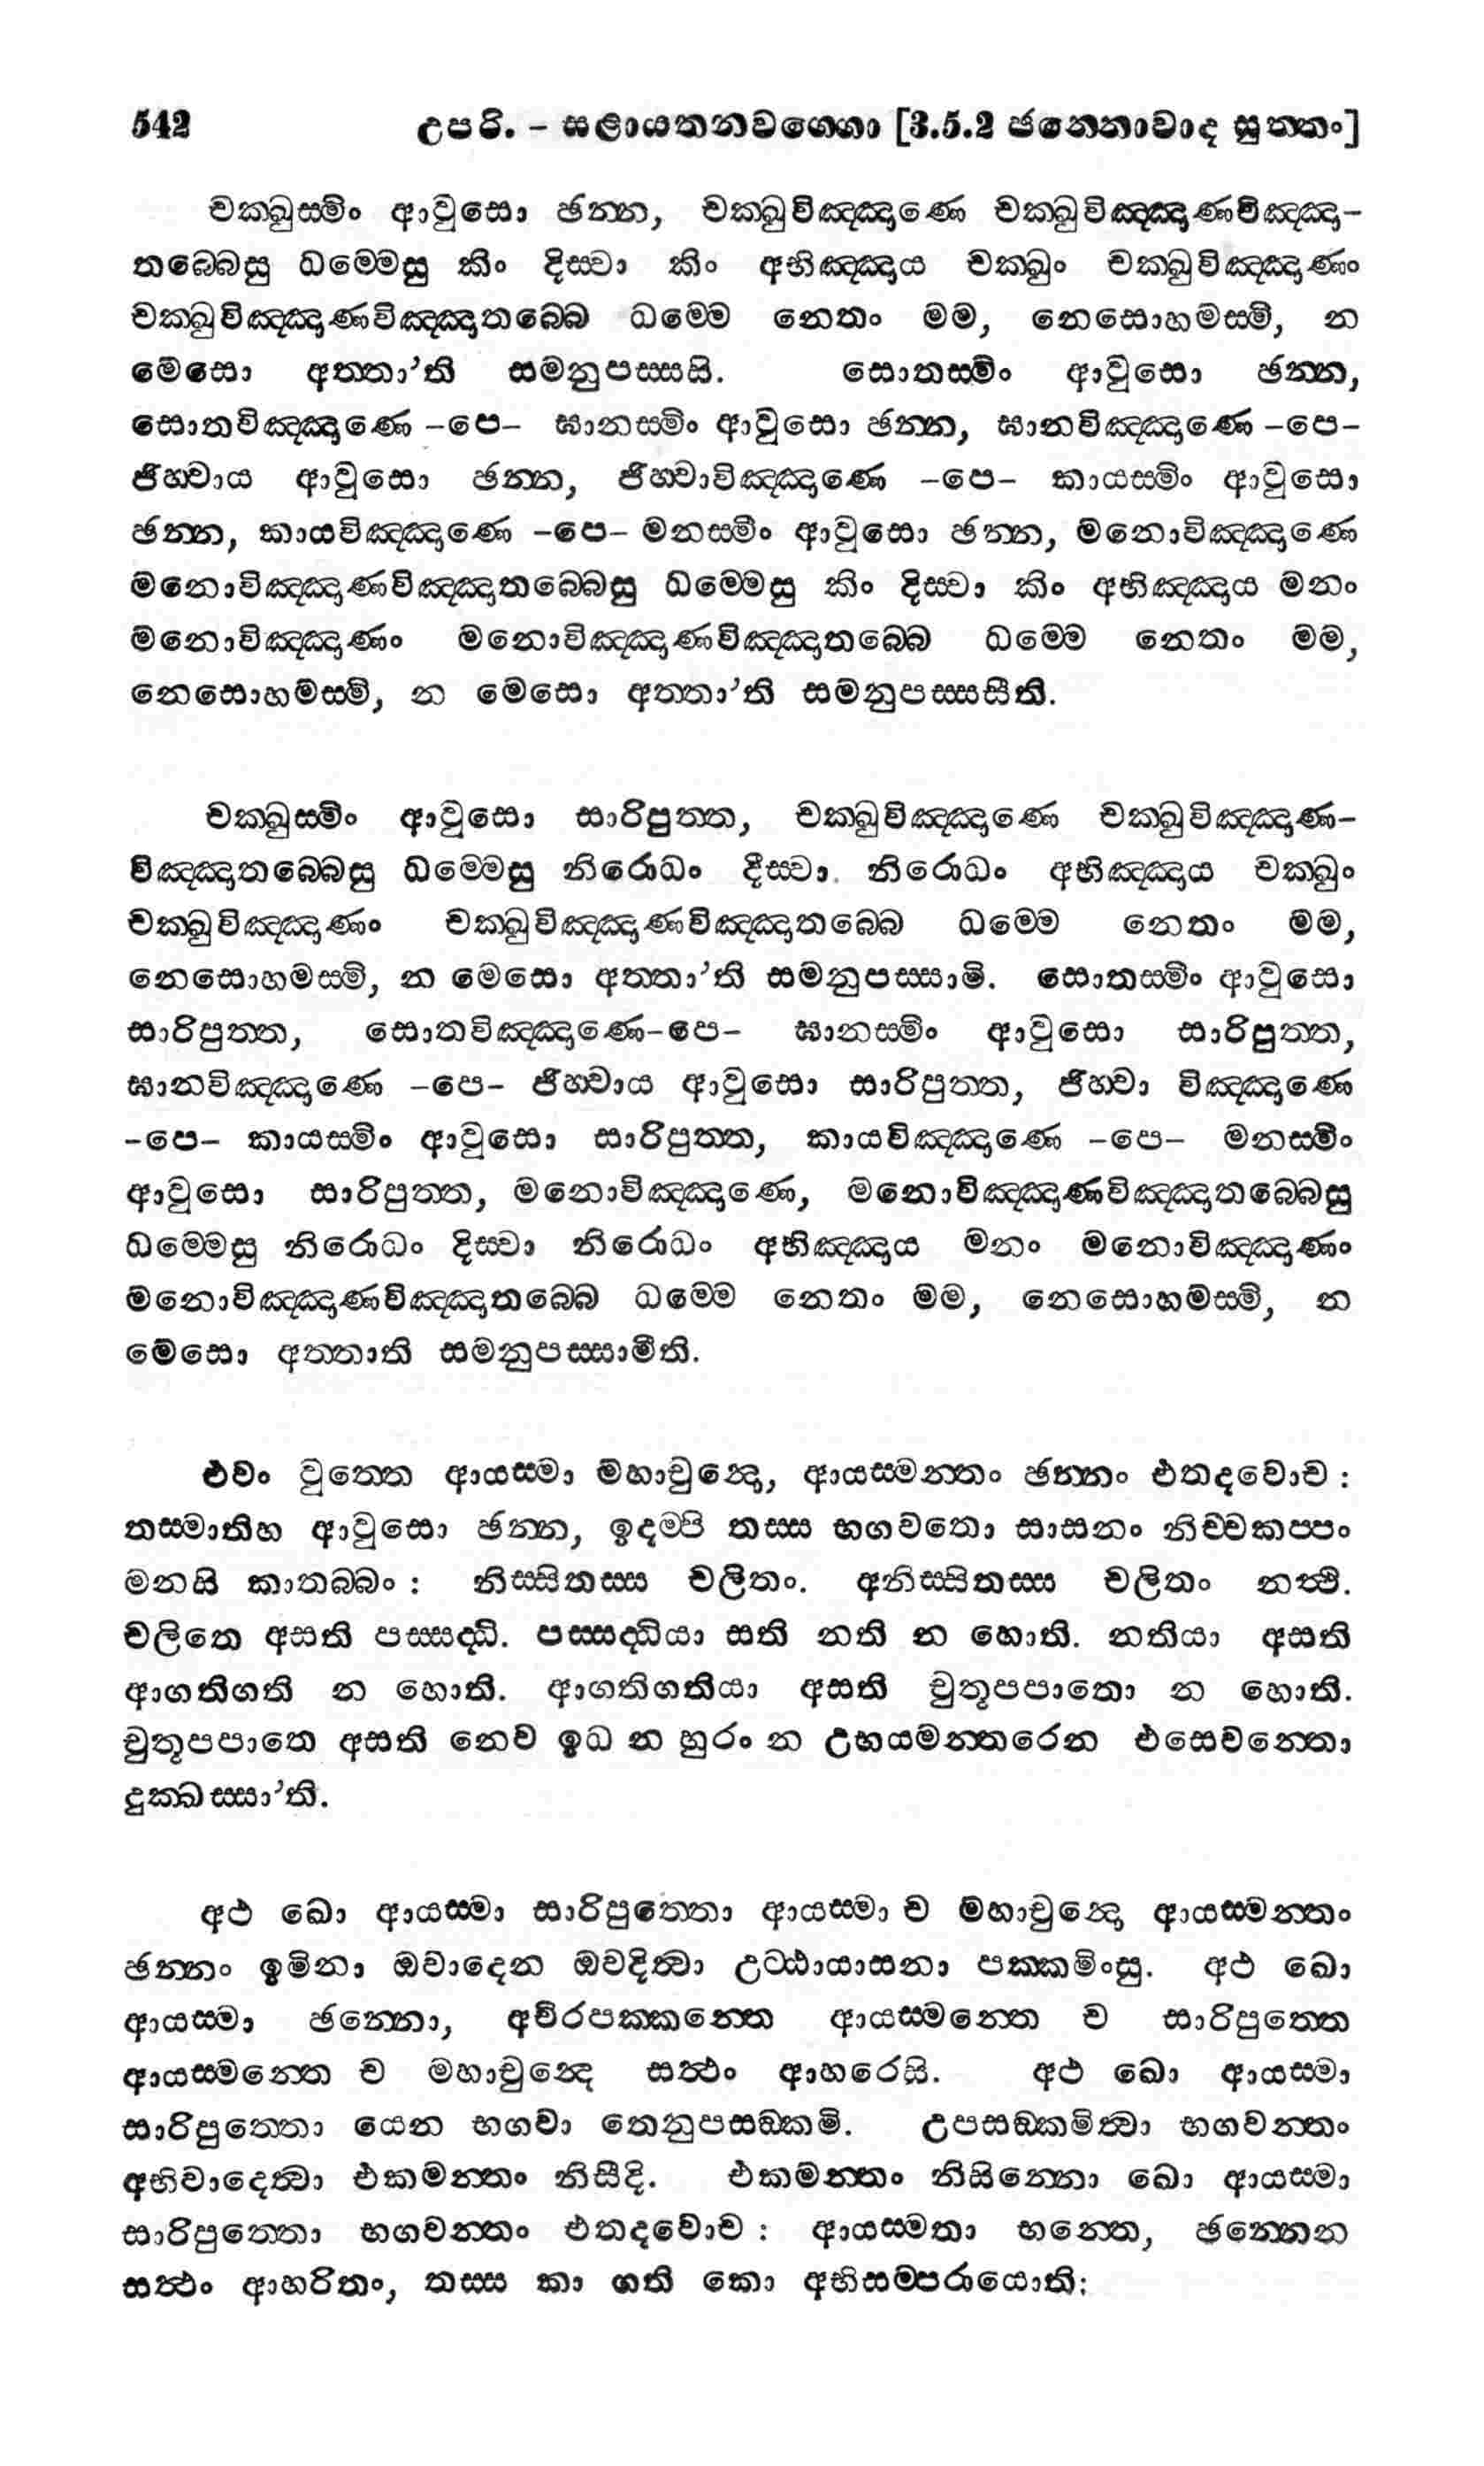 542 උපරි. – සළායතනවග්ගො [3.5.2 ඡන්නොවාද සුත්තං]
චක්ඛුස්මිං ආවුසො ඡන්න, චක්ඛුවිඤ්ඤාණෙ චක්ඛුවිඤ්ඤාණවිඤ්ඤා–
තබ්බෙසු ධම්මෙසු කිං දිස්වා කිං අභිඤ්ඤාය චක්ඛුං චක්ඛුවිඤ්ඤාණං
චක්ඛුවිඤ්ඤාණවිඤ්ඤාතබ්බෙ ධම්මෙ නෙතං මම, නෙසොහමස්මි, න
මෙසො අත්තා’ති සමනුපස්සසි. සොතස්මිං ආවුසො ඡන්න,
සොතවිඤ්ඤාණෙ –පෙ– ඝානස්මිං ආවුසො ඡන්න, ඝානවිඤ්ඤාණෙ –පෙ–
ජිව්හාය ආවුසො ඡන්න, ජිව්හාවිඤ්ඤාණෙ –පෙ– කායස්මිං ආවුසො
ඡන්න, කායවිඤ්ඤාණෙ –පෙ– මනස්මිං ආවුසො ඡන්න, මනොවිඤ්ඤාණෙ
මනොවිඤ්ඤාණවිඤ්ඤාතබ්බෙසු ධම්මෙසු කිං දිස්වා කිං අභිඤ්ඤාය මනං
මනොවිඤ්ඤාණං මනොවිඤ්ඤාණවිඤ්ඤාතබ්බෙ ධම්මෙ නෙතං මම,
නෙසොහමස්මි, න මෙසො අත්තා’ති සමනුපස්සසීති.
චක්ඛුස්මිං ආවුසො සාරිපුත්ත, චක්ඛුවිඤ්ඤාණෙ චක්ඛුවිඤ්ඤාණ–
විඤ්ඤාතබ්බෙසු ධම්මෙසු නිරොධං දිස්වා. නිරොධං අභිඤ්ඤාය චක්ඛුං
චක්ඛුවිඤ්ඤාණං චක්ඛුවිඤ්ඤාණවිඤ්ඤාතබ්බෙ ධම්මෙ නෙතං මම,
නෙසොහමස්මි, න මෙසො අත්තා’ති සමනුපස්සාමි. සොතස්මිං ආවුසො
සාරිපුත්ත, සොතවිඤ්ඤාණෙ–පෙ– ඝානස්මිං ආවුසො සාරිපුත්ත,
ඝානවිඤ්ඤාණෙ –පෙ– ජිව්හාය ආවුසො සාරිපුත්ත, ජිව්හා විඤ්ඤාණෙ
–පෙ– කායස්මිං ආවුසො සාරිපුත්ත, කායවිඤ්ඤාණෙ –පෙ– මනස්මිං
ආවුසො සාරිපුත්ත, මනොවිඤ්ඤාණෙ, මනොවිඤ්ඤාණවිඤ්ඤාතබ්බෙසු
ධම්මෙසු නිරොධං දිස්වා නිරොධං අභිඤ්ඤාය මනං මනොවිඤ්ඤාණං
මනොවිඤ්ඤාණවිඤ්ඤාතබ්බෙ ධම්මෙ නෙතං මම, නෙසොහමස්මි, න
මෙසො අත්තාති සමනුපස්සාමීති.
එවං වුත්තෙ ආයස්මා මහාචුන්දො, ආයස්මන්තං ඡන්නං එතදවොච :
තස්මාතිහ ආවුසො ඡන්න, ඉදම්පි තස්ස භගවතො සාසනං නිච්චකප්පං
මනසි කාතබ්බං : නිස්සිතස්ස චලිතං. අනිස්සිතස්ස චලිතං නත්ථි.
චලිතෙ අසති පස්සද්ධි. පස්සද්ධියා සති නති න හොති. නතියා අසති
ආගතිගති න හොති. ආගතිගතියා අසති චුතූපපාතො න හොති.
චුතූපපාතෙ අසති නෙව ඉධ න හුරං න උභයමන්තරෙන එසෙවන්තො
දුක්ඛස්සා’ති.
අථ ඛො ආයස්මා සාරිපුත්තො ආයස්මා ච මහාචුන්දො ආයස්මන්තං
ඡන්නං ඉමිනා ඔවාදෙන ඔවදිත්වා උට්ඨායාසනා පක්කමිංසු. අථ ඛො
ආයස්මා ඡන්නො, අචිරපක්කන්තෙ ආයස්මන්තෙ ච සාරිපුත්තෙ
ආයස්මන්තෙ ච මහාචුන්දෙ සත්ථං ආහරෙසි. අථ ඛො ආයස්මා
සාරිපුත්තො යෙන භගවා තෙනුපසඞ්කමි. උපසඞ්කමිත්වා භගවන්තං
අභිවාදෙත්වා එකමන්තං නිසීදි. එකමන්තං නිසින්නො ඛො ආයස්මා
සාරිපුත්තො භගවන්තං එතදවොච : ආයස්මතා භන්තෙ, ඡන්නෙන
සත්ථං ආහරිතං, තස්ස කා ගති කො අභිසම්පරායොති: